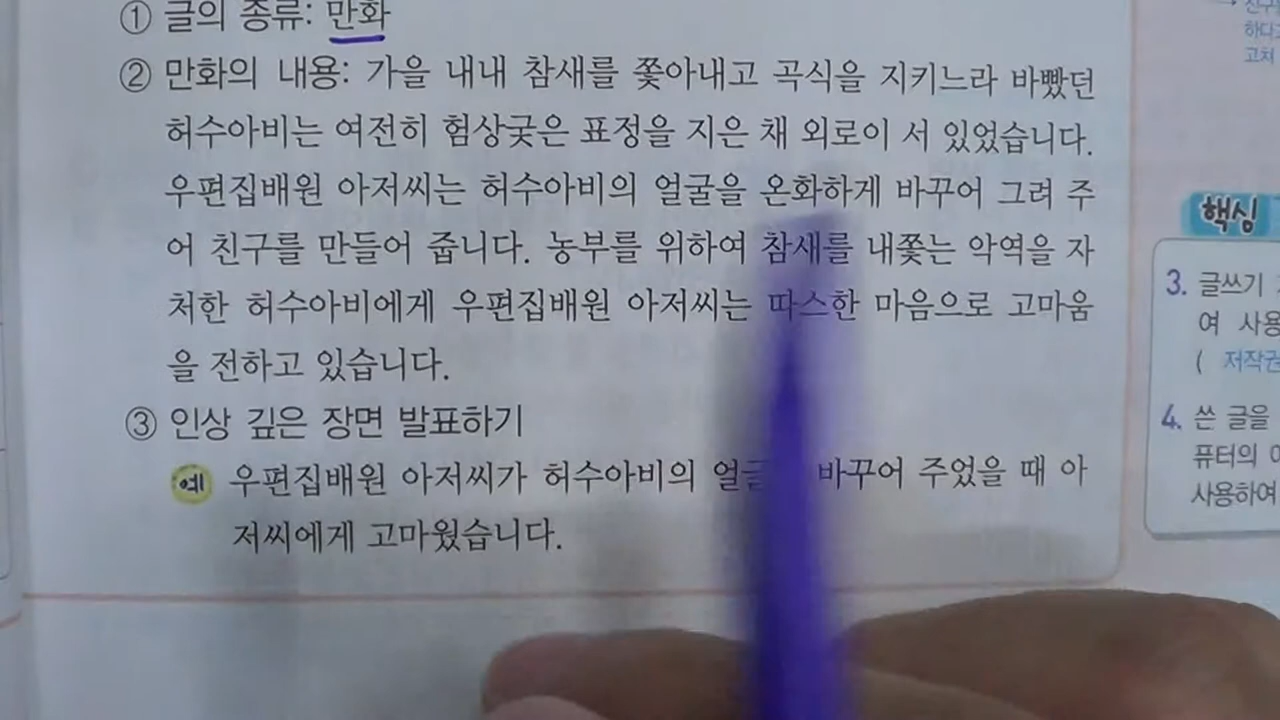 ① 글의 종류: 만화
② 만화의 내용: 가을 내내 참새를 쫓아내고 곡식을 지키느라 바빴던
허수아비는 여전히 험상궂은 표정을 지은 채 외로이 서 있었습니다.
우편집배원 아저씨는 허수아비의 얼굴을 온화하게 바꾸어 그려 주
어 친구를 만들어 줍니다. 농부를 위하여 참새를 내쫓는 악역을 자
처한 허수아비에게 우편집배원 아저씨는 따스한 마음으로 고마움
을 전하고 있습니다.
③ 인상 깊은 장면 발표하기
예 우편집배원 아저씨가 허수아비의 바꾸어 주었을 때 아
저씨에게 고마웠습니다.
하다
고쳐
핵심
3. 글쓰기
여 사용
( 저작권
4. 쓴 글을
퓨터의
사용하여